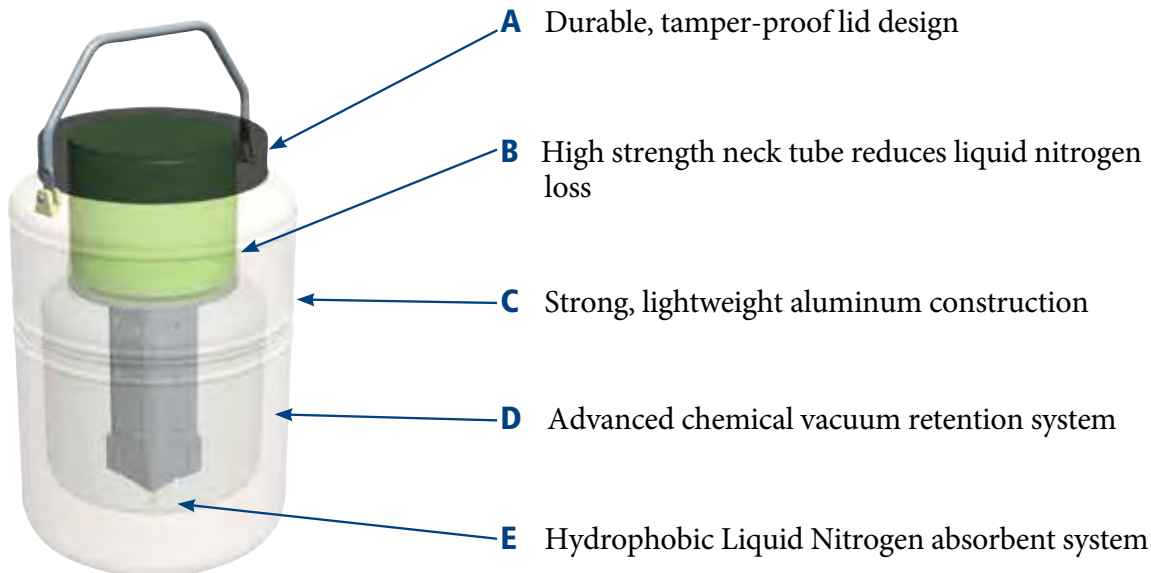 A Durable, tamper-proof lid design
B High strength neck tube reduces liquid nitrogen
loss
C Strong, lightweight aluminum construction
D Advanced chemical vacuum retention system
E Hydrophobic Liquid Nitrogen absorbent system